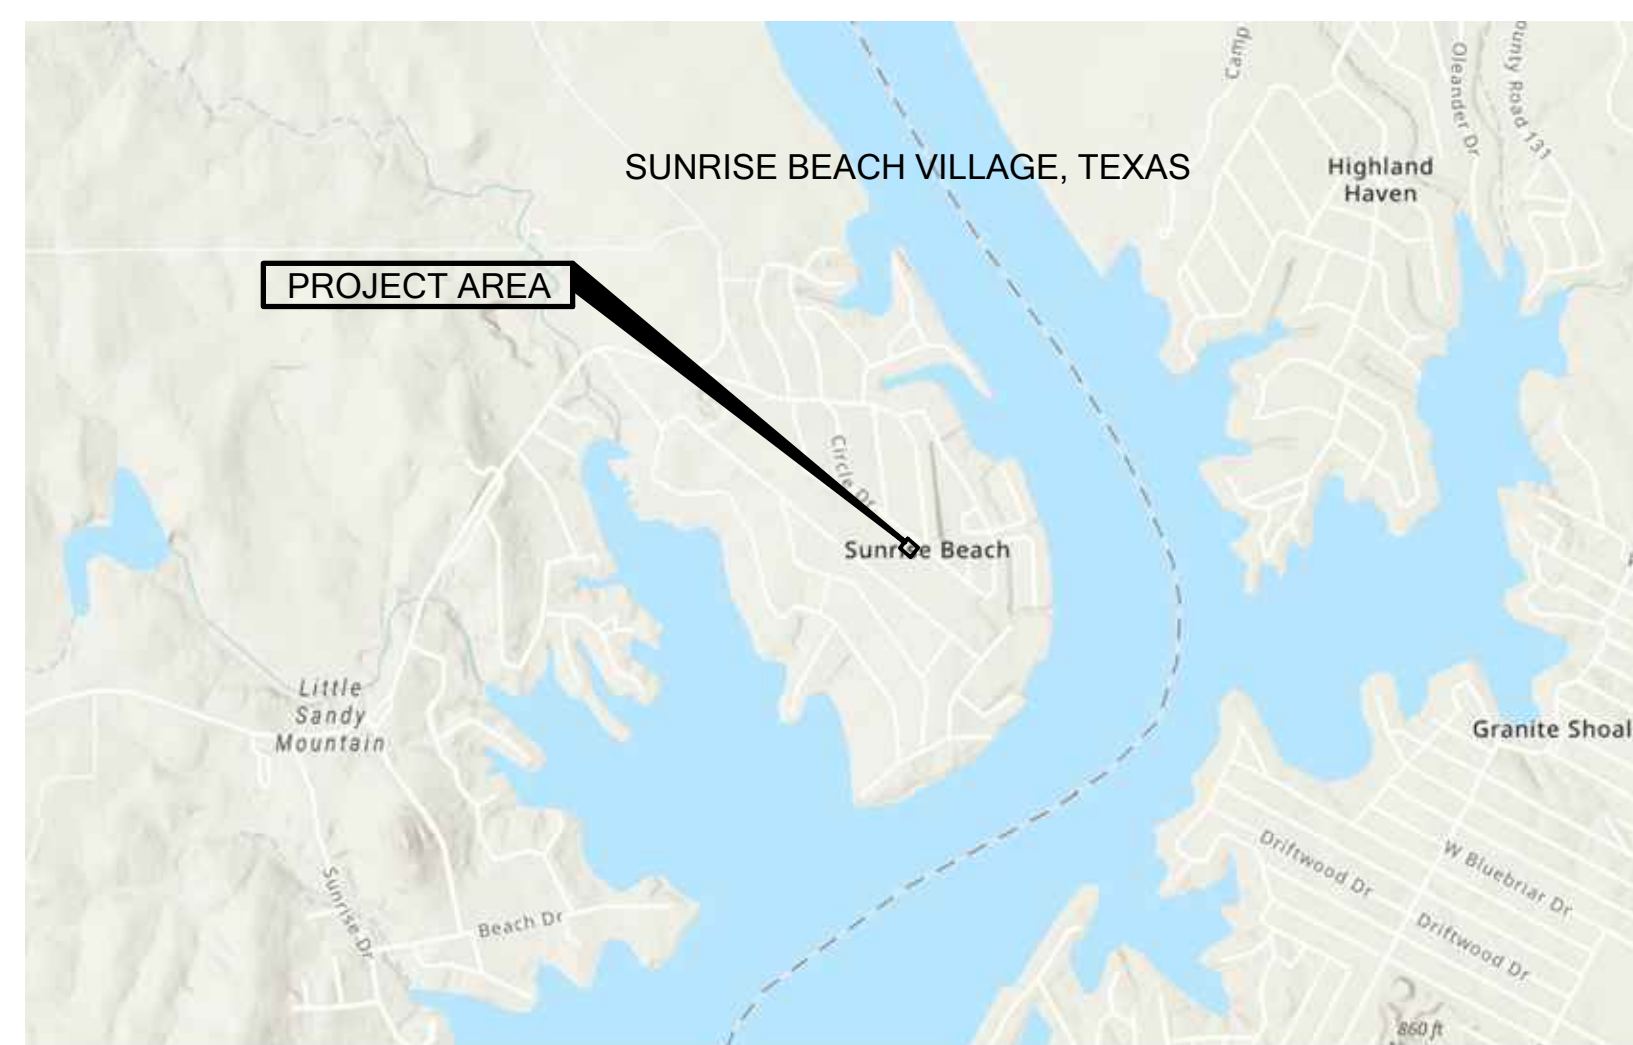 Camp
Oleander Dr
ounty Road 131
SUNRISE BEACH VILLAGE, TEXAS
Highland
Haven
PROJECT AREA
Circle Dr
Sunrise Beach
Little
Sandy
Mountain
Granite Shoal
Driftwood Dr
W Bluebriar Dr
Sunrise Dr
Beach Dr
Driftwood Dr
860 ft